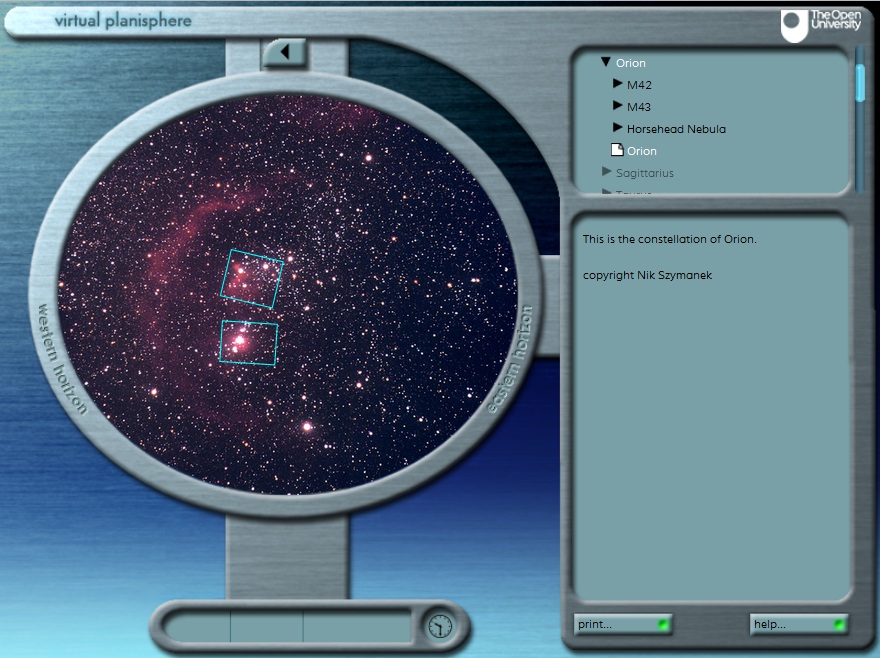 virtual planisphere
The Open
University
Orion
M42
M43
Horsehead Nebula
Orion
Sagittarius
Taurus
This is the constellation of Orion.
copyright Nik Szymanek
western horizon
eastern horizon
print...
help...